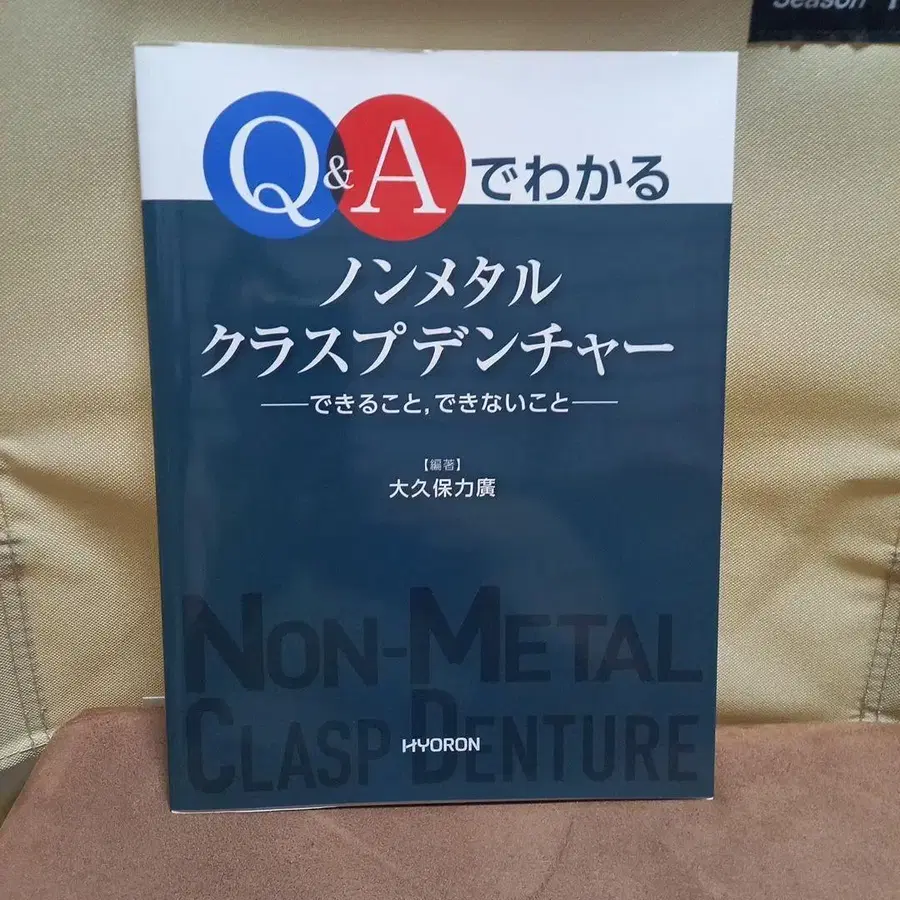 Season
Q&Aでわかる
ノンメタル
クラスプデンチャー
―できること,できないこと―
【編著】
大久保力廣
NON-METAL
CLASP DENTURE
HYORON